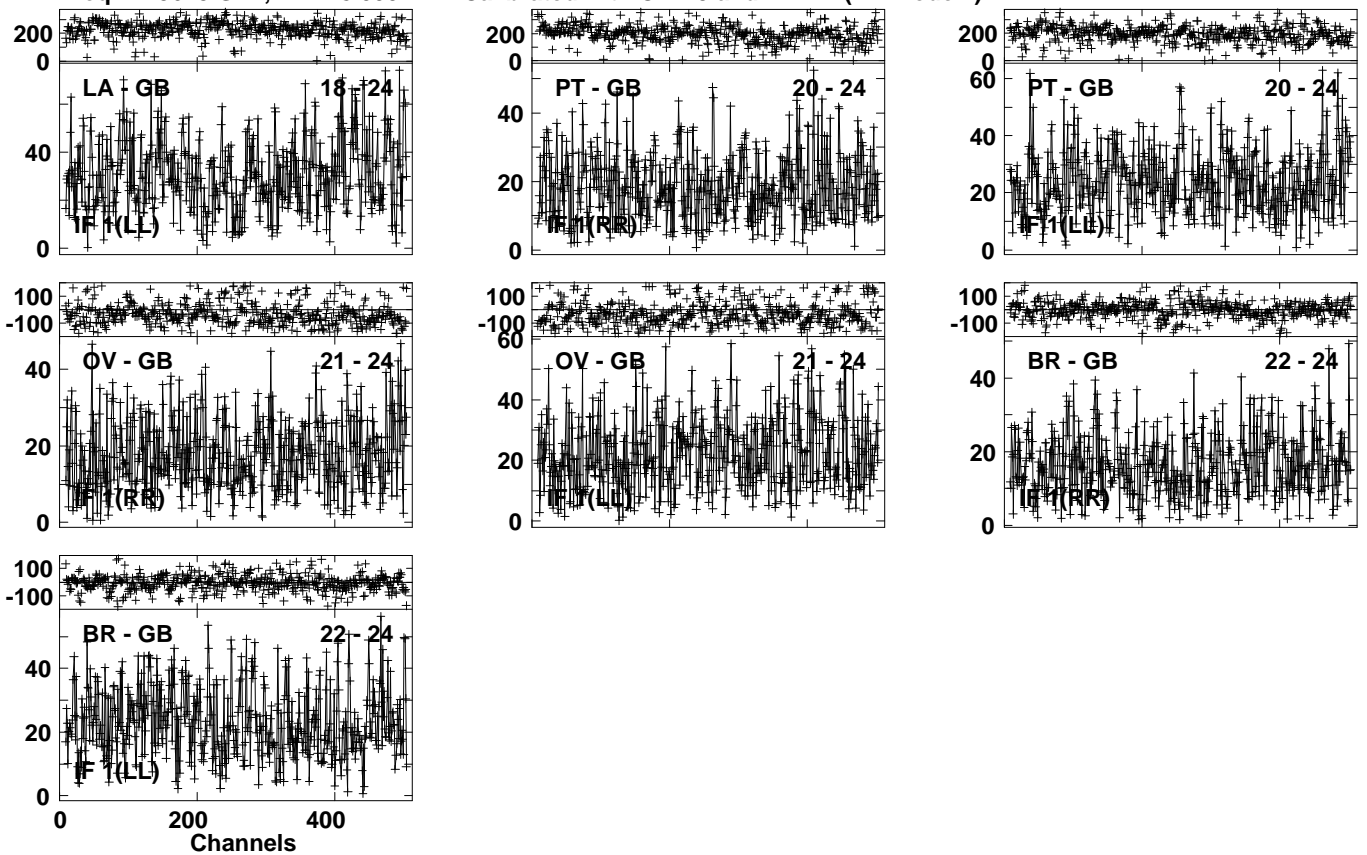 200
0
LA - GB 18 - 24
40
0
IF 1(LL)
200
0
PT - GB 20 - 24
40
20
0
IF 1(RR)
200
0
PT - GB 20 - 24
60
40
20
0
IF 1(LL)
100
-100
OV - GB 21 - 24
40
20
0
IF 1(RR)
100
-100
60
OV - GB 21 - 24
40
20
0
IF 1(LL)
100
-100
BR - GB 22 - 24
40
20
0
IF 1(RR)
100
-100
BR - GB 22 - 24
40
20
0
IF 1(LL)
0 200 400
Channels